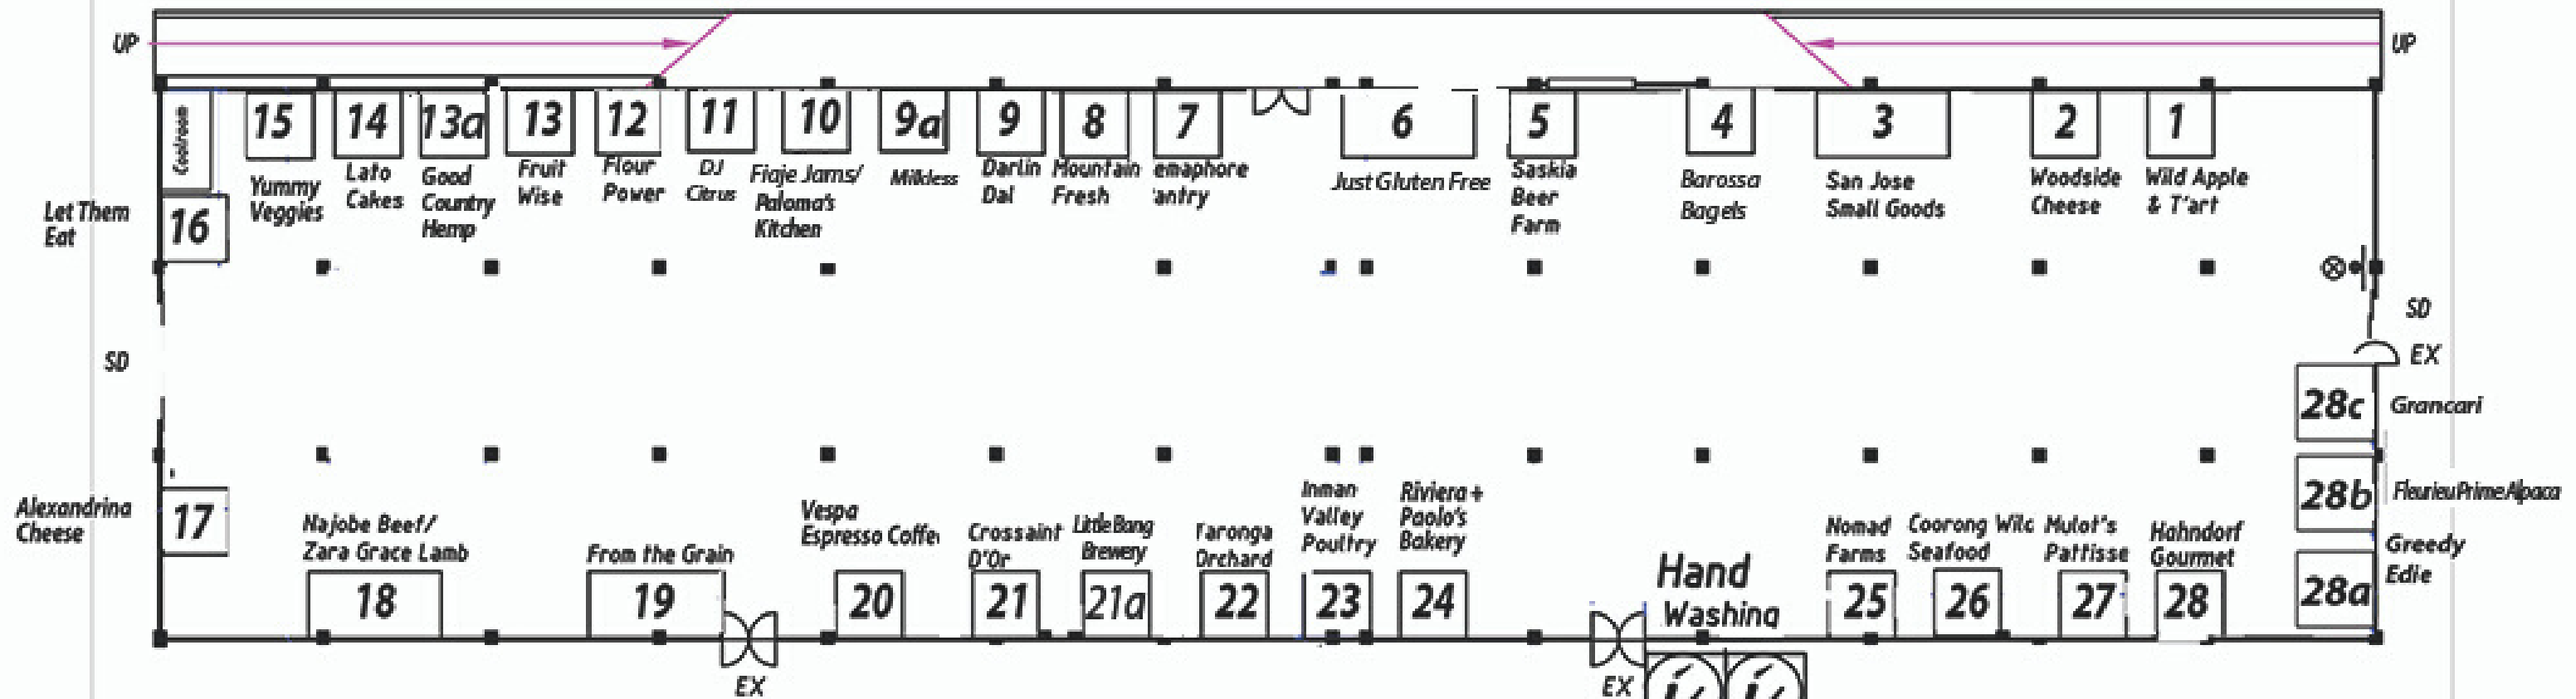 UP
UP
Coolroom
15
14
13a
13
12
11
10
9a
9
8
7
6
5
4
3
2
1
Yummy
Veggies
Lato
Cakes
Good
Country
Hemp
Fruit
Wise
Flour
Power
DJ
Citrus
Fiaje Jams/
Paloma's
Kitchen
Milkless
Darlin
Dal
Mountain
Fresh
emaphore
antry
Just Gluten Free
Saskia
Beer
Farm
Barossa
Bagels
San Jose
Small Goods
Woodside
Cheese
Wild Apple
& T'art
Let Them
Eat
16
SD
SD
EX
28c
Grancari
28b
Fleurieu Prime Alpaca
28a
Greedy
Edie
Alexandrina
Cheese
17
Najobe Beef/
Zara Grace Lamb
18
From the Grain
19
Vespa
Espresso Coffe
20
Crossaint
D'Or
21
Little Bang
Brewery
21a
Taronga
Orchard
22
Inman
Valley
Poultry
23
Riviera +
Paolo's
Bakery
24
Hand
Washing
Nomad
Farms
25
Coorong Wilc
Seafood
26
Mulot's
Pattisse
27
Hahndorf
Gourmet
28
EX
EX